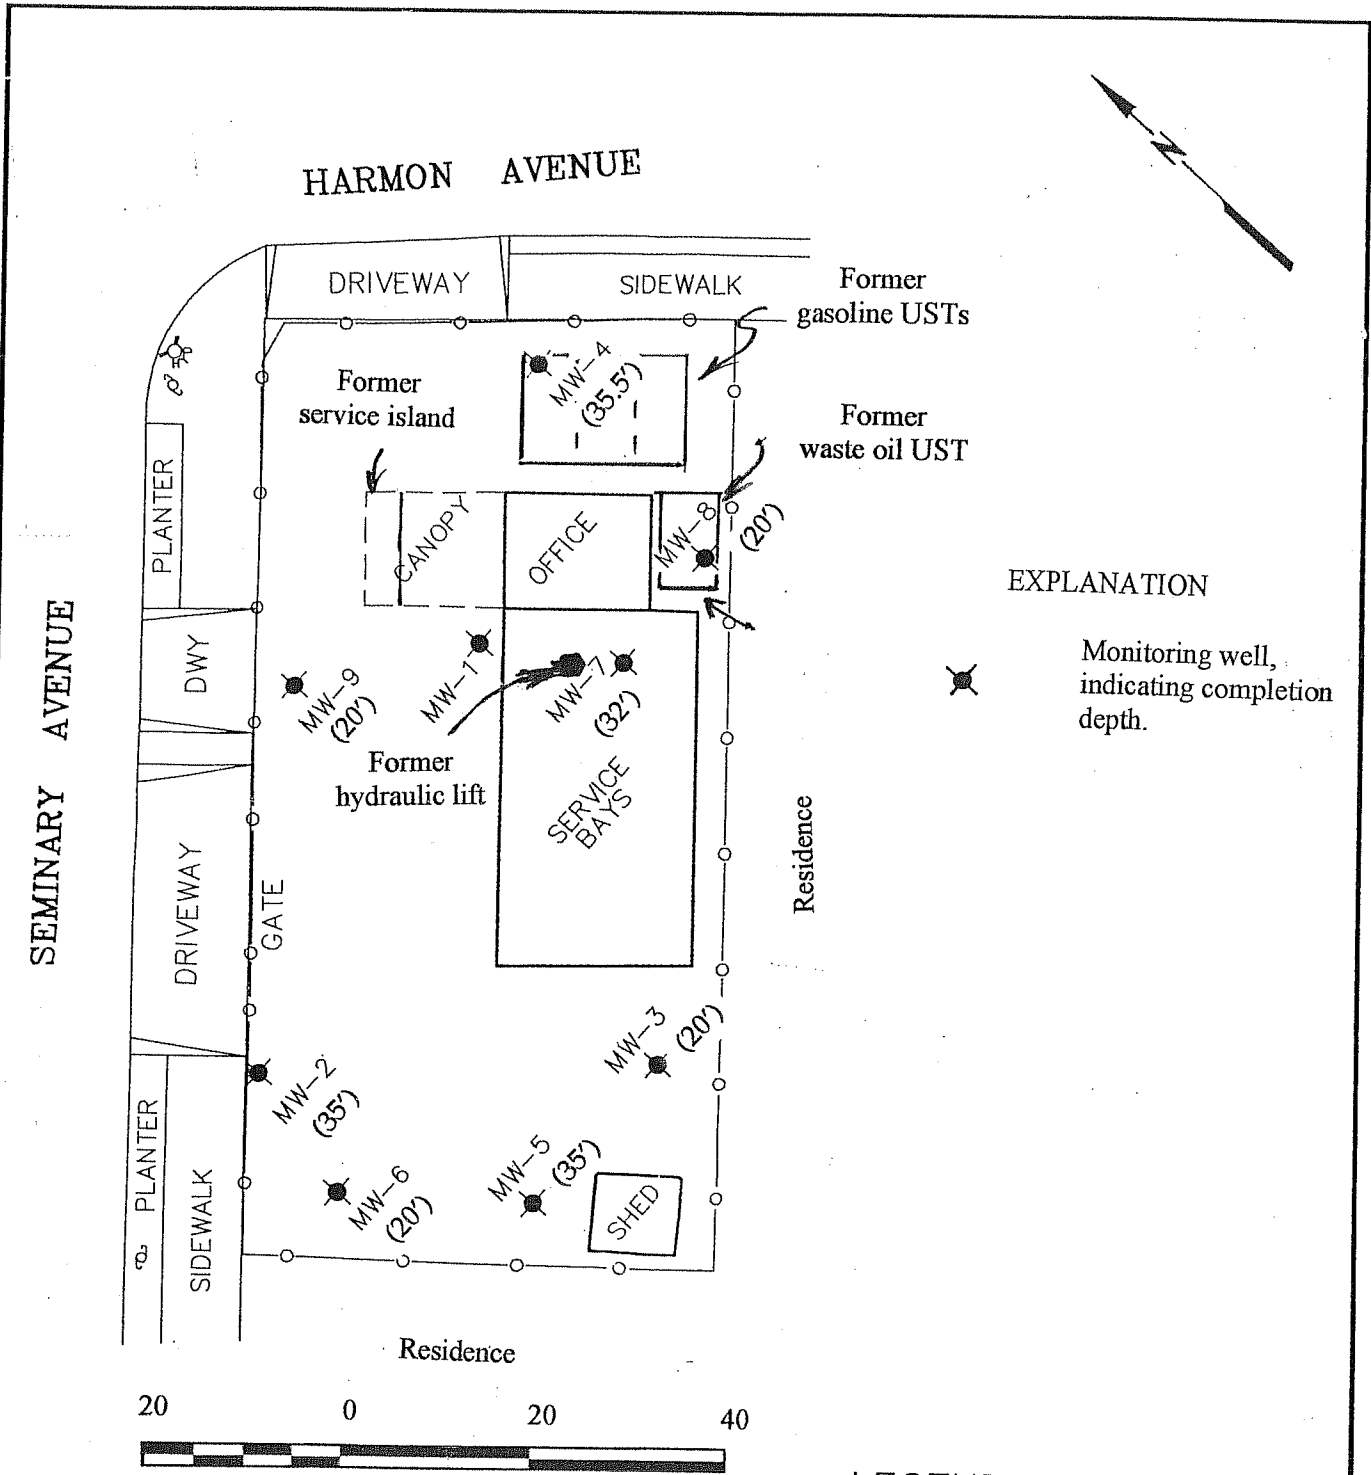 HARMON AVENUE
N
DRIVEWAY
SIDEWALK
Former
gasoline USTs
Former
service island
MW-4
(35.5')
Former
waste oil UST
PLANTER
CANOPY
OFFICE
MW-8
(20')
EXPLANATION
Monitoring well,
indicating completion
depth.
SEMINARY AVENUE
DWY
MW-9
(20')
MW-1
MW-7
(32')
Former
hydraulic lift
SERVICE
BAYS
Residence
DRIVEWAY
GATE
MW-3
(20')
MW-2
(35')
PLANTER
SIDEWALK
MW-6
(20')
MW-5
(35')
SHED
Residence
20 0 20 40